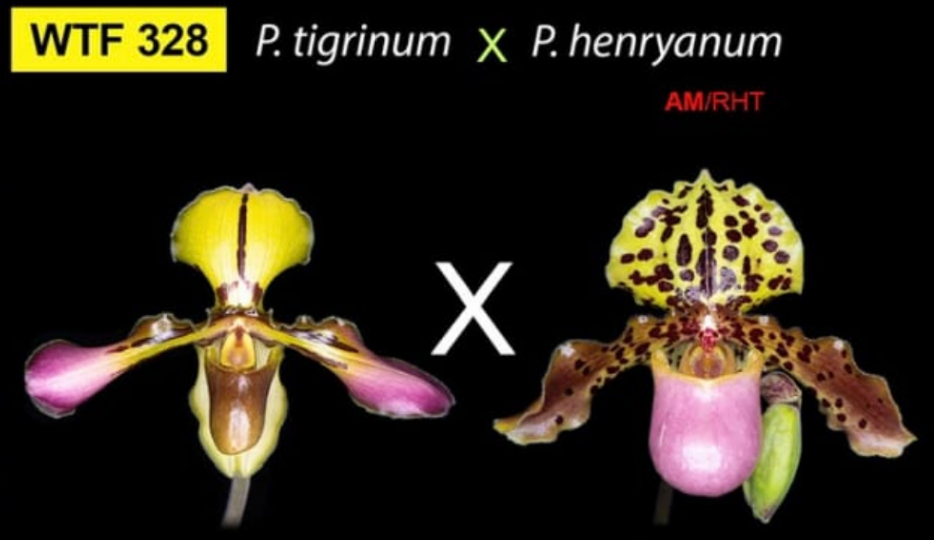 WTF 328 P. tigrinum X P. henryanum
AM/RHT
X